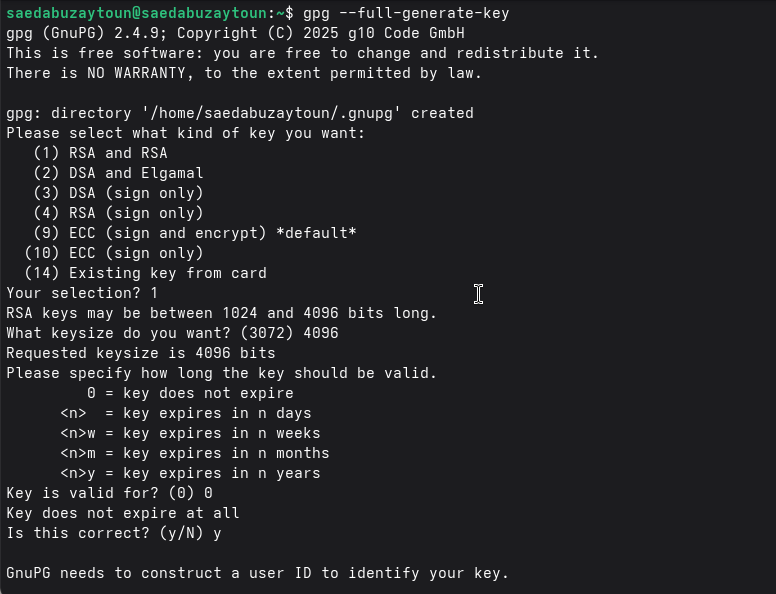 saedabuzaytoun@saedabuzaytoun:~$ gpg --full-generate-key
gpg (GnuPG) 2.4.9; Copyright (C) 2025 g10 Code GmbH
This is free software: you are free to change and redistribute it.
There is NO WARRANTY, to the extent permitted by law.

gpg: directory '/home/saedabuzaytoun/.gnupg' created
Please select what kind of key you want:
   (1) RSA and RSA
   (2) DSA and Elgamal
   (3) DSA (sign only)
   (4) RSA (sign only)
   (9) ECC (sign and encrypt) *default*
  (10) ECC (sign only)
  (14) Existing key from card
Your selection? 1
RSA keys may be between 1024 and 4096 bits long.
What keysize do you want? (3072) 4096
Requested keysize is 4096 bits
Please specify how long the key should be valid.
         0 = key does not expire
      <n>  = key expires in n days
      <n>w = key expires in n weeks
      <n>m = key expires in n months
      <n>y = key expires in n years
Key is valid for? (0) 0
Key does not expire at all
Is this correct? (y/N) y

GnuPG needs to construct a user ID to identify your key.